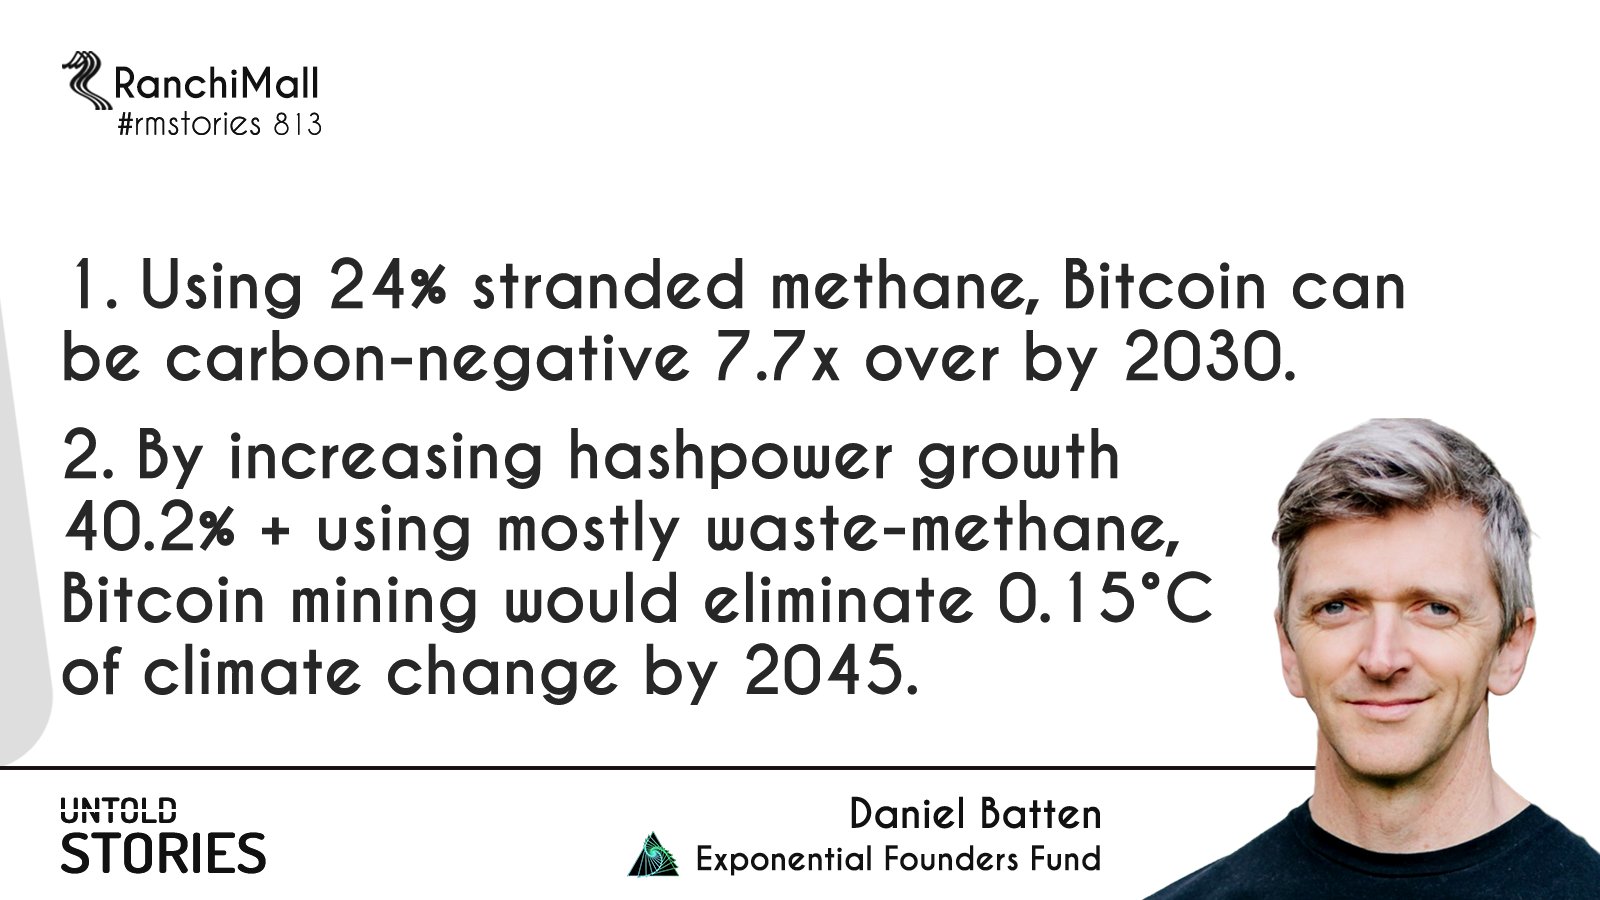 RanchiMall
#rmstories 813
1. Using 24% stranded methane, Bitcoin can
be carbon-negative 7.7x over by 2030.
2. By increasing hashpower growth
40.2% + using mostly waste-methane,
Bitcoin mining would eliminate 0.15°C
of climate change by 2045.
UNTOLD
STORIES
Daniel Batten
Exponential Founders Fund